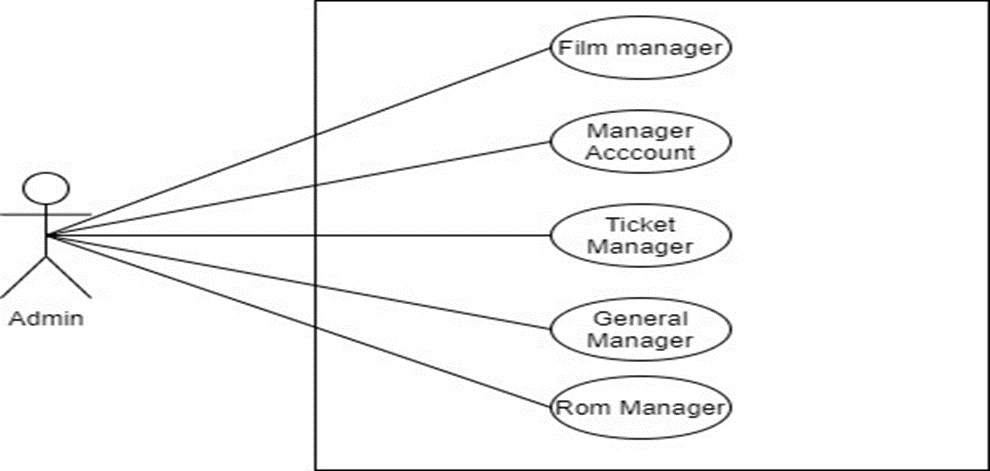 Film manager
Manager
Acccount
Ticket
Manager
Admin
General
Manager
Rom Manager